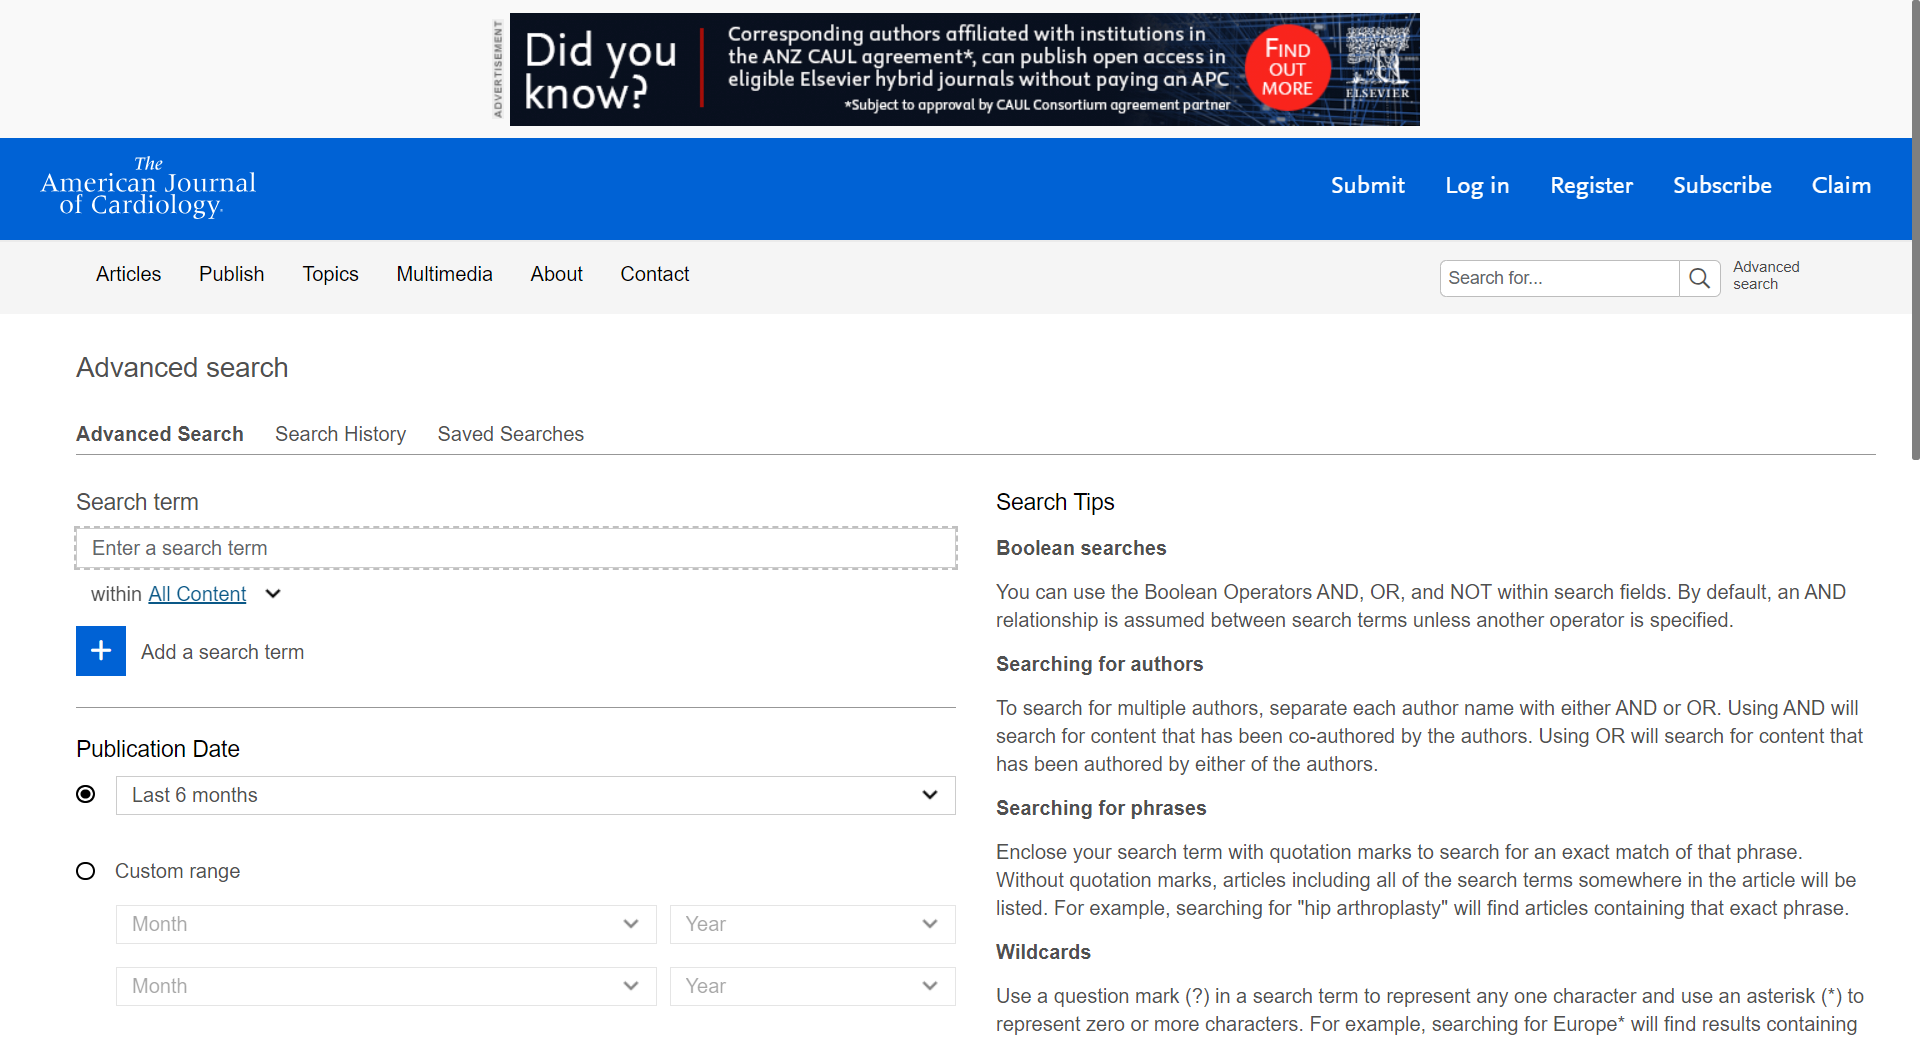 ADVERTISEMENT
Did you
know?
Corresponding authors affiliated with institutions in
the ANZ CAUL agreement*, can publish open access in
eligible Elsevier hybrid journals without paying an APC
*Subject to approval by CAUL Consortium agreement partner
FIND
OUT
MORE
ELSEVIER
The
American Journal
of Cardiology.
Submit
Log in
Register
Subscribe
Claim
Articles
Publish
Topics
Multimedia
About
Contact
Search for...
Advanced
search
Advanced search
Advanced Search
Search History
Saved Searches
Search term
Enter a search term
within All Content
Add a search term
Publication Date
Last 6 months
Custom range
Month
Year
Month
Year
Search Tips
Boolean searches
You can use the Boolean Operators AND, OR, and NOT within search fields. By default, an AND
relationship is assumed between search terms unless another operator is specified.
Searching for authors
To search for multiple authors, separate each author name with either AND or OR. Using AND will
search for content that has been co-authored by the authors. Using OR will search for content that
has been authored by either of the authors.
Searching for phrases
Enclose your search term with quotation marks to search for an exact match of that phrase.
Without quotation marks, articles including all of the search terms somewhere in the article will be
listed. For example, searching for "hip arthroplasty" will find articles containing that exact phrase.
Wildcards
Use a question mark (?) in a search term to represent any one character and use an asterisk (*) to
represent zero or more characters. For example, searching for Europe* will find results containing